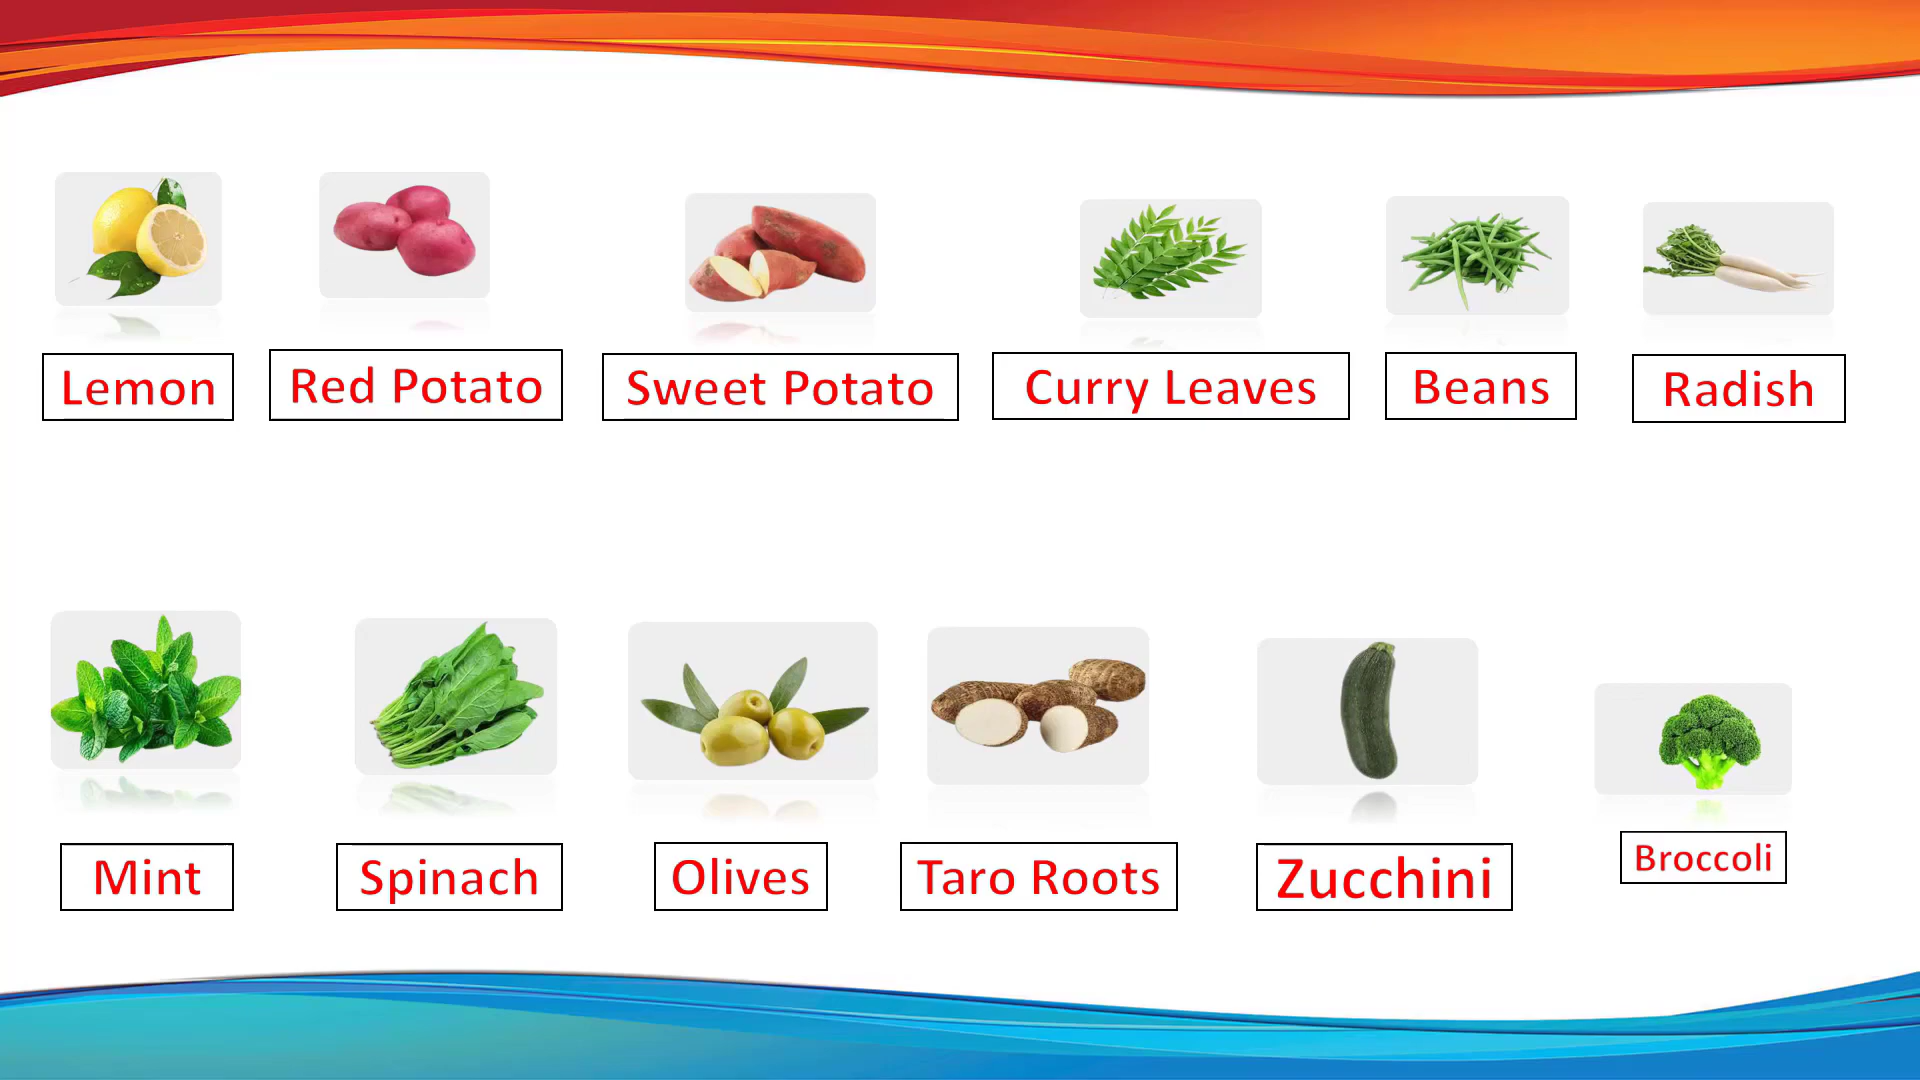 Lemon
Red Potato
Sweet Potato
Curry Leaves
Beans
Radish
Mint
Spinach
Olives
Taro Roots
Zucchini
Broccoli